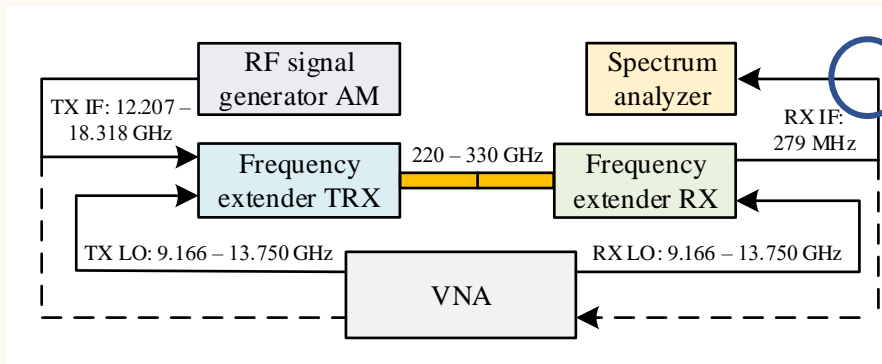 RF signal
generator AM
Spectrum
analyzer
TX IF: 12.207 –
18.318 GHz
RX IF:
279 MHz
Frequency
extender TRX
220 – 330 GHz
Frequency
extender RX
TX LO: 9.166 – 13.750 GHz
RX LO: 9.166 – 13.750 GHz
VNA